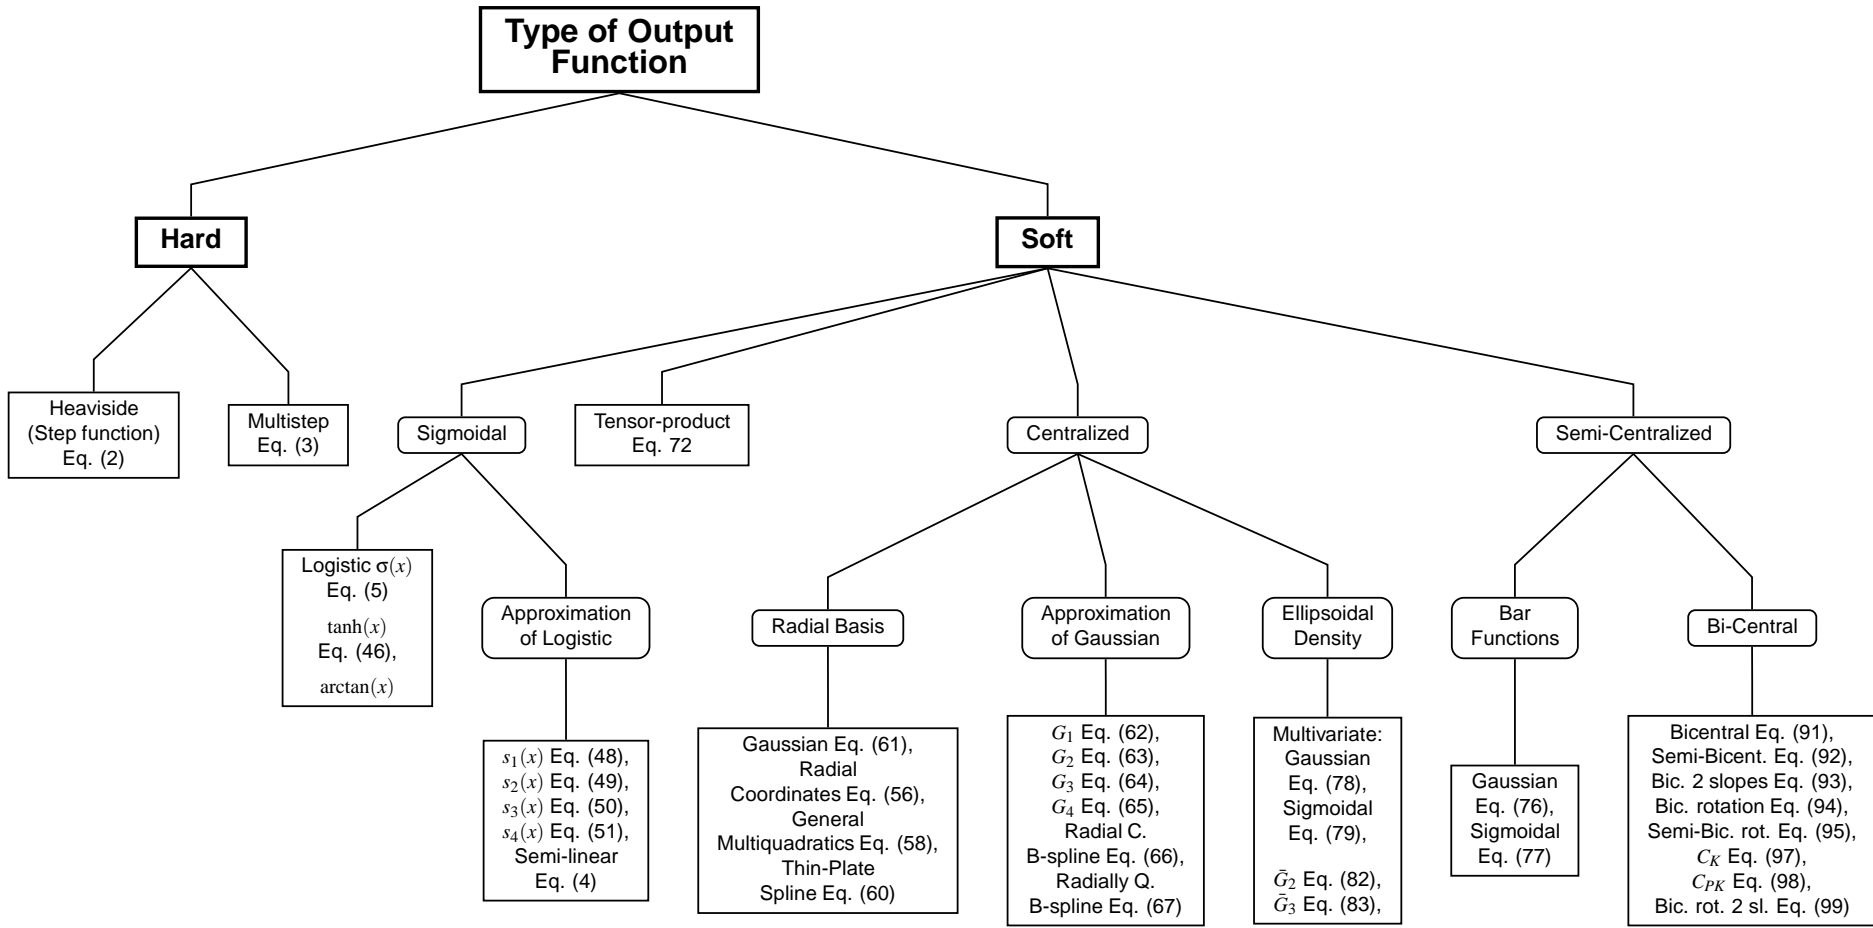 Type of Output
Function
Hard
Soft
Heaviside
(Step function)
Eq. (2)
Multistep
Eq. (3)
Sigmoidal
Tensor-product
Eq. 72
Centralized
Semi-Centralized
Logistic σ(x)
Eq. (5)
tanh(x)
Eq. (46),
arctan(x)
Approximation
of Logistic
Radial Basis
Approximation
of Gaussian
Ellipsoidal
Density
Bar
Functions
Bi-Central
s₁(x) Eq. (48),
s₂(x) Eq. (49),
s₃(x) Eq. (50),
s₄(x) Eq. (51),
Semi-linear
Eq. (4)
Gaussian Eq. (61),
Radial
Coordinates Eq. (56),
General
Multiquadratics Eq. (58),
Thin-Plate
Spline Eq. (60)
G₁ Eq. (62),
G₂ Eq. (63),
G₃ Eq. (64),
G₄ Eq. (65),
Radial C.
B-spline Eq. (66),
Radially Q.
B-spline Eq. (67)
Multivariate:
Gaussian
Eq. (78),
Sigmoidal
Eq. (79),
Ḡ₂ Eq. (82),
Ḡ₃ Eq. (83),
Gaussian
Eq. (76),
Sigmoidal
Eq. (77)
Bicentral Eq. (91),
Semi-Bicent. Eq. (92),
Bic. 2 slopes Eq. (93),
Bic. rotation Eq. (94),
Semi-Bic. rot. Eq. (95),
C_K Eq. (97),
C_PK Eq. (98),
Bic. rot. 2 sl. Eq. (99)